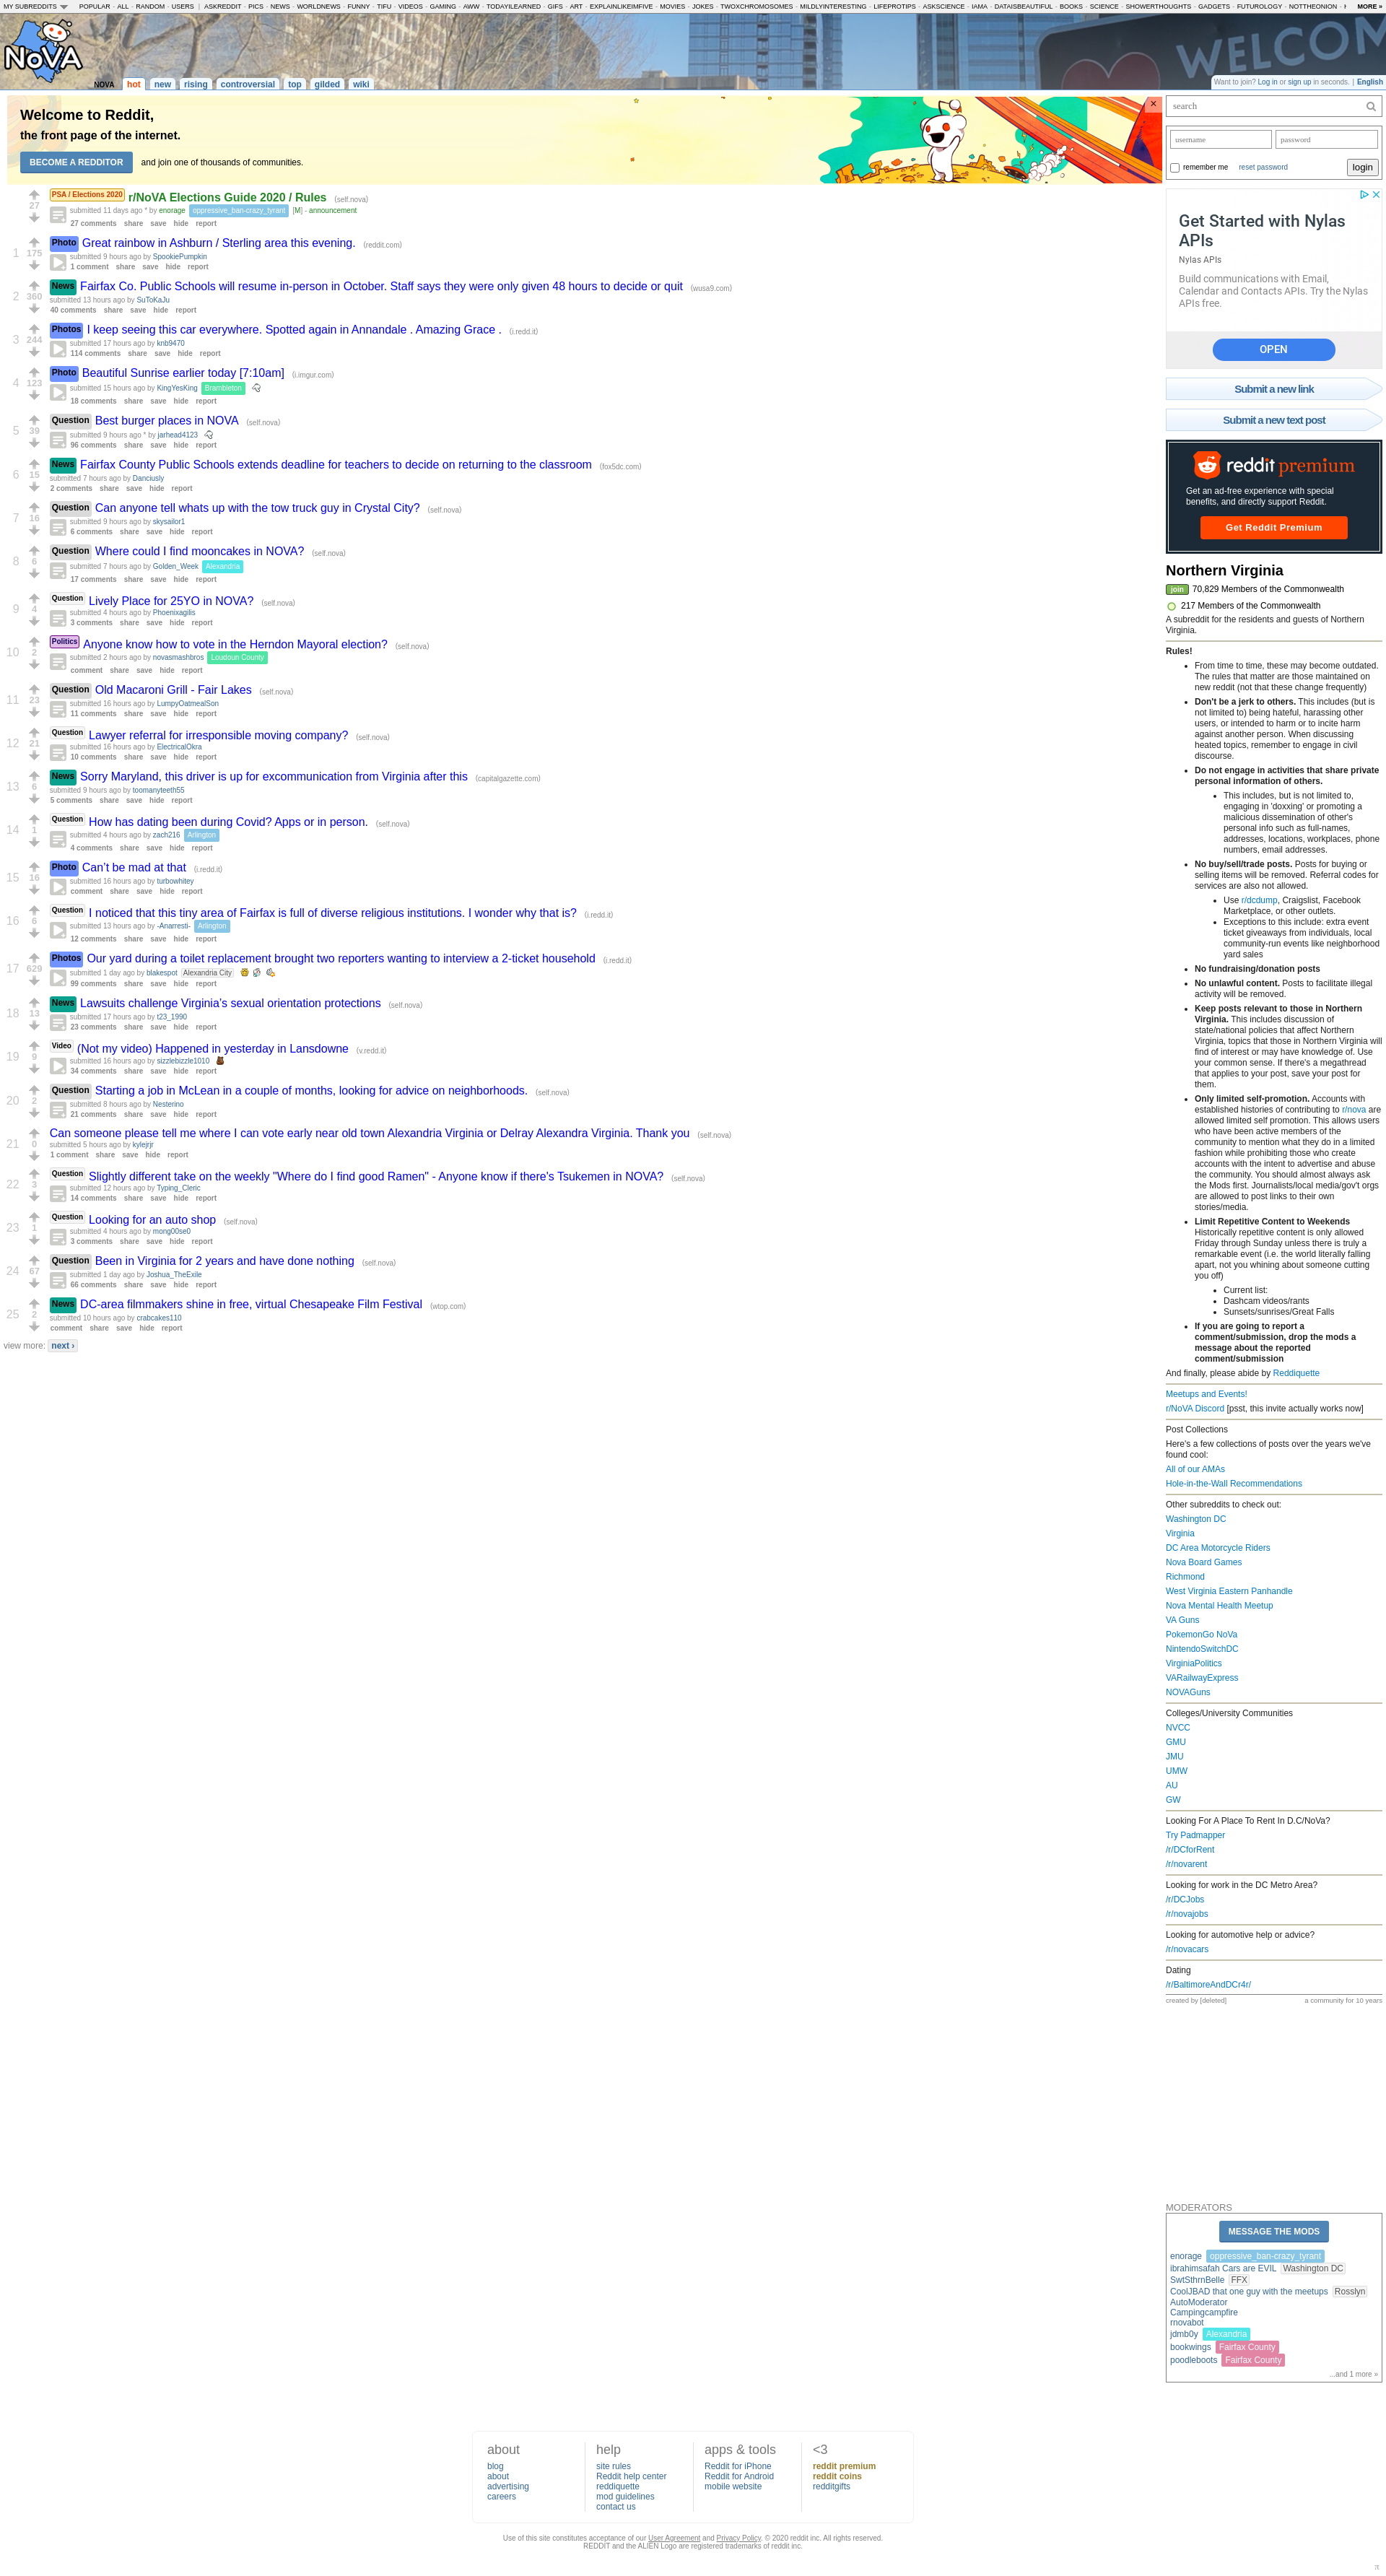 MY SUBREDDITS POPULAR - ALL - RANDOM - USERS | ASKREDDIT - PICS - NEWS - WORLDNEWS - FUNNY - TIFU - VIDEOS - GAMING - AWW - TODAYILEARNED - GIFS - ART - EXPLAINLIKEIMFIVE - MOVIES - JOKES - TWOXCHROMOSOMES - MILDLYINTERESTING - LIFEPROTIPS - ASKSCIENCE - IAMA - DATAISBEAUTIFUL - BOOKS - SCIENCE - SHOWERTHOUGHTS - GADGETS - FUTUROLOGY - NOTTHEONION - MORE »
NoVA
WELCOM
NOVA hot new rising controversial top gilded wiki
Want to join? Log in or sign up in seconds. | English
Welcome to Reddit,
the front page of the internet.
BECOME A REDDITOR and join one of thousands of communities.
×
27
PSA / Elections 2020 r/NoVA Elections Guide 2020 / Rules (self.nova)
submitted 11 days ago * by enorage oppressive_ban-crazy_tyrant [M] - announcement
27 comments share save hide report
1 175
Photo Great rainbow in Ashburn / Sterling area this evening. (reddit.com)
submitted 9 hours ago by SpookiePumpkin
1 comment share save hide report
2 360
News Fairfax Co. Public Schools will resume in-person in October. Staff says they were only given 48 hours to decide or quit (wusa9.com)
submitted 13 hours ago by SuToKaJu
40 comments share save hide report
3 244
Photos I keep seeing this car everywhere. Spotted again in Annandale . Amazing Grace . (i.redd.it)
submitted 17 hours ago by knb9470
114 comments share save hide report
4 123
Photo Beautiful Sunrise earlier today [7:10am] (i.imgur.com)
submitted 15 hours ago by KingYesKing Brambleton
18 comments share save hide report
5 39
Question Best burger places in NOVA (self.nova)
submitted 9 hours ago * by jarhead4123
96 comments share save hide report
6 15
News Fairfax County Public Schools extends deadline for teachers to decide on returning to the classroom (fox5dc.com)
submitted 7 hours ago by Danciusly
2 comments share save hide report
7 16
Question Can anyone tell whats up with the tow truck guy in Crystal City? (self.nova)
submitted 9 hours ago by skysailor1
6 comments share save hide report
8 6
Question Where could I find mooncakes in NOVA? (self.nova)
submitted 7 hours ago by Golden_Week Alexandria
17 comments share save hide report
9 4
Question Lively Place for 25YO in NOVA? (self.nova)
submitted 4 hours ago by Phoenixagilis
3 comments share save hide report
10 2
Politics Anyone know how to vote in the Herndon Mayoral election? (self.nova)
submitted 2 hours ago by novasmashbros Loudoun County
comment share save hide report
11 23
Question Old Macaroni Grill - Fair Lakes (self.nova)
submitted 16 hours ago by LumpyOatmealSon
11 comments share save hide report
12 21
Question Lawyer referral for irresponsible moving company? (self.nova)
submitted 16 hours ago by ElectricalOkra
10 comments share save hide report
13 6
News Sorry Maryland, this driver is up for excommunication from Virginia after this (capitalgazette.com)
submitted 9 hours ago by toomanyteeth55
5 comments share save hide report
14 1
Question How has dating been during Covid? Apps or in person. (self.nova)
submitted 4 hours ago by zach216 Arlington
4 comments share save hide report
15 16
Photo Can't be mad at that (i.redd.it)
submitted 16 hours ago by turbowhitey
comment share save hide report
16 6
Question I noticed that this tiny area of Fairfax is full of diverse religious institutions. I wonder why that is? (i.redd.it)
submitted 13 hours ago by -Anarresti- Arlington
12 comments share save hide report
17 629
Photos Our yard during a toilet replacement brought two reporters wanting to interview a 2-ticket household (i.redd.it)
submitted 1 day ago by blakespot Alexandria City
99 comments share save hide report
18 13
News Lawsuits challenge Virginia's sexual orientation protections (self.nova)
submitted 17 hours ago by t23_1990
23 comments share save hide report
19 9
Video (Not my video) Happened in yesterday in Lansdowne (v.redd.it)
submitted 16 hours ago by sizzlebizzle1010
34 comments share save hide report
20 2
Question Starting a job in McLean in a couple of months, looking for advice on neighborhoods. (self.nova)
submitted 8 hours ago by Nesterino
21 comments share save hide report
21 0
Can someone please tell me where I can vote early near old town Alexandria Virginia or Delray Alexandra Virginia. Thank you (self.nova)
submitted 5 hours ago by kylejrjr
1 comment share save hide report
22 3
Question Slightly different take on the weekly "Where do I find good Ramen" - Anyone know if there's Tsukemen in NOVA? (self.nova)
submitted 12 hours ago by Typing_Cleric
14 comments share save hide report
23 1
Question Looking for an auto shop (self.nova)
submitted 4 hours ago by mong00se0
3 comments share save hide report
24 67
Question Been in Virginia for 2 years and have done nothing (self.nova)
submitted 1 day ago by Joshua_TheExile
66 comments share save hide report
25 2
News DC-area filmmakers shine in free, virtual Chesapeake Film Festival (wtop.com)
submitted 10 hours ago by crabcakes110
comment share save hide report
view more: next ›
search
username password
remember me reset password login
Get Started with Nylas
APIs
Nylas APIs
Build communications with Email,
Calendar and Contacts APIs. Try the Nylas
APIs free.
OPEN
Submit a new link
Submit a new text post
reddit premium
Get an ad-free experience with special
benefits, and directly support Reddit.
Get Reddit Premium
Northern Virginia
join 70,829 Members of the Commonwealth
217 Members of the Commonwealth
A subreddit for the residents and guests of Northern
Virginia.
Rules!
From time to time, these may become outdated.
The rules that matter are those maintained on
new reddit (not that these change frequently)
Don't be a jerk to others. This includes (but is
not limited to) being hateful, harassing other
users, or intended to harm or to incite harm
against another person. When discussing
heated topics, remember to engage in civil
discourse.
Do not engage in activities that share private
personal information of others.
This includes, but is not limited to,
engaging in 'doxxing' or promoting a
malicious dissemination of other's
personal info such as full-names,
addresses, locations, workplaces, phone
numbers, email addresses.
No buy/sell/trade posts. Posts for buying or
selling items will be removed. Referral codes for
services are also not allowed.
Use r/dcdump, Craigslist, Facebook
Marketplace, or other outlets.
Exceptions to this include: extra event
ticket giveaways from individuals, local
community-run events like neighborhood
yard sales
No fundraising/donation posts
No unlawful content. Posts to facilitate illegal
activity will be removed.
Keep posts relevant to those in Northern
Virginia. This includes discussion of
state/national policies that affect Northern
Virginia, topics that those in Northern Virginia will
find of interest or may have knowledge of. Use
your common sense. If there's a megathread
that applies to your post, save your post for
them.
Only limited self-promotion. Accounts with
established histories of contributing to r/nova are
allowed limited self promotion. This allows users
who have been active members of the
community to mention what they do in a limited
fashion while prohibiting those who create
accounts with the intent to advertise and abuse
the community. You should almost always ask
the Mods first. Journalists/local media/gov't orgs
are allowed to post links to their own
stories/media.
Limit Repetitive Content to Weekends
Historically repetitive content is only allowed
Friday through Sunday unless there is truly a
remarkable event (i.e. the world literally falling
apart, not you whining about someone cutting
you off)
Current list:
Dashcam videos/rants
Sunsets/sunrises/Great Falls
If you are going to report a
comment/submission, drop the mods a
message about the reported
comment/submission
And finally, please abide by Reddiquette
Meetups and Events!
r/NoVA Discord [psst, this invite actually works now]
Post Collections
Here's a few collections of posts over the years we've
found cool:
All of our AMAs
Hole-in-the-Wall Recommendations
Other subreddits to check out:
Washington DC
Virginia
DC Area Motorcycle Riders
Nova Board Games
Richmond
West Virginia Eastern Panhandle
Nova Mental Health Meetup
VA Guns
PokemonGo NoVa
NintendoSwitchDC
VirginiaPolitics
VARailwayExpress
NOVAGuns
Colleges/University Communities
NVCC
GMU
JMU
UMW
AU
GW
Looking For A Place To Rent In D.C/NoVa?
Try Padmapper
/r/DCforRent
/r/novarent
Looking for work in the DC Metro Area?
/r/DCJobs
/r/novajobs
Looking for automotive help or advice?
/r/novacars
Dating
/r/BaltimoreAndDCr4r/
created by [deleted] a community for 10 years
MODERATORS
MESSAGE THE MODS
enorage oppressive_ban-crazy_tyrant
ibrahimsafah Cars are EVIL Washington DC
SwtSthrnBelle FFX
CoolJBAD that one guy with the meetups Rosslyn
AutoModerator
Campingcampfire
rnovabot
jdmb0y Alexandria
bookwings Fairfax County
poodleboots Fairfax County
...and 1 more »
about
blog
about
advertising
careers
help
site rules
Reddit help center
reddiquette
mod guidelines
contact us
apps & tools
Reddit for iPhone
Reddit for Android
mobile website
<3
reddit premium
reddit coins
redditgifts
Use of this site constitutes acceptance of our User Agreement and Privacy Policy. © 2020 reddit inc. All rights reserved.
REDDIT and the ALIEN Logo are registered trademarks of reddit inc.
π